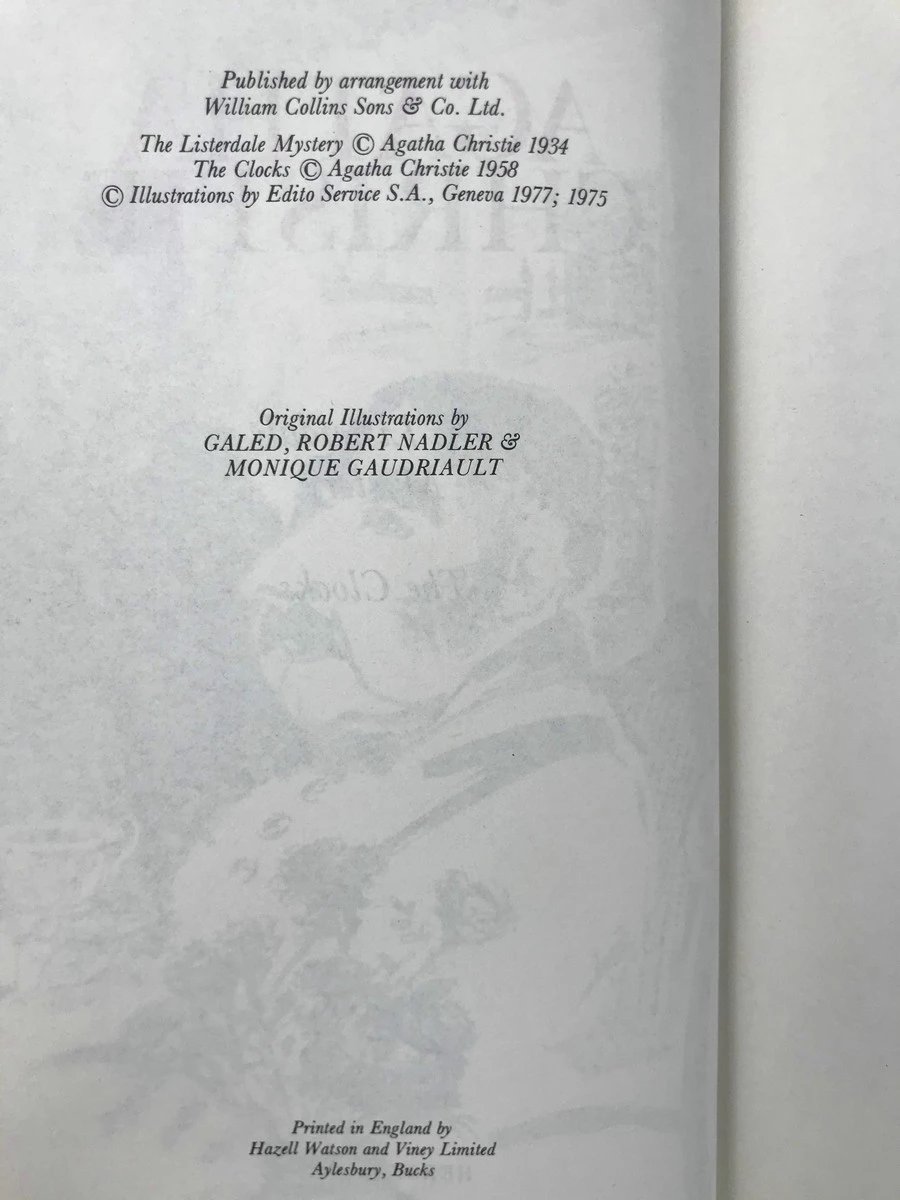 Published by arrangement with
William Collins Sons & Co. Ltd.
The Listerdale Mystery © Agatha Christie 1934
The Clocks © Agatha Christie 1958
© Illustrations by Edito Service S.A., Geneva 1977; 1975
Original Illustrations by
GALED, ROBERT NADLER &
MONIQUE GAUDRIAULT
The Clocks
Printed in England by
Hazell Watson and Viney Limited
Aylesbury, Bucks